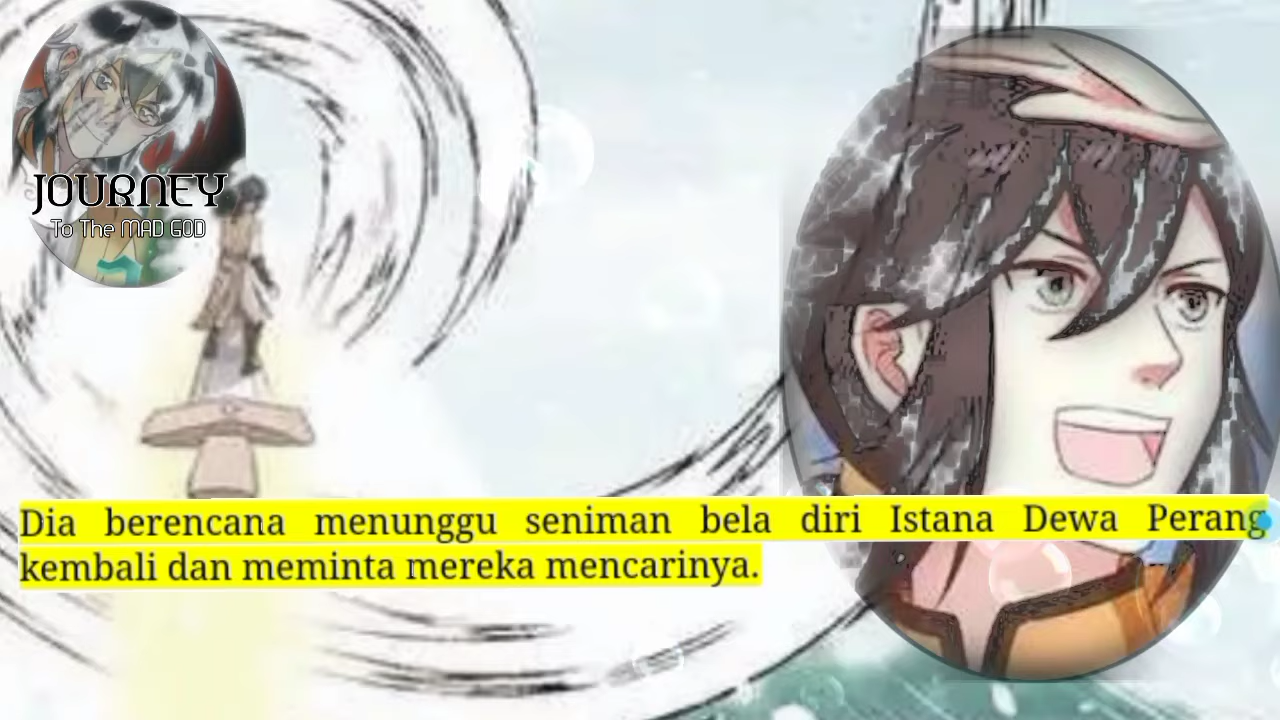 JOURNEY
To The MAD GOD
Dia berencana menunggu seniman bela diri Istana Dewa Perang
kembali dan meminta mereka mencarinya.